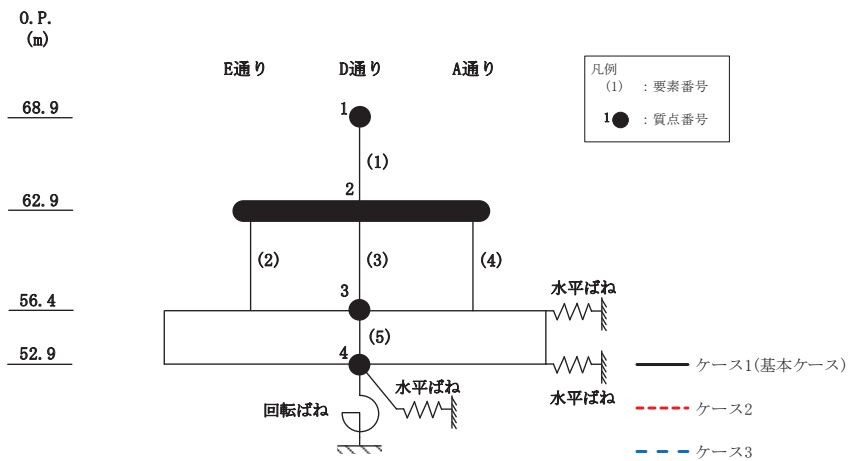 O.P.
(m)
E通り D通り A通り
凡例
(1) ：要素番号
1 ：質点番号
68.9
1
(1)
2
62.9
(2)
(3)
(4)
水平ばね
3
56.4
(5)
4
52.9
水平ばね
水平ばね
回転ばね
ケース1(基本ケース)
ケース2
ケース3